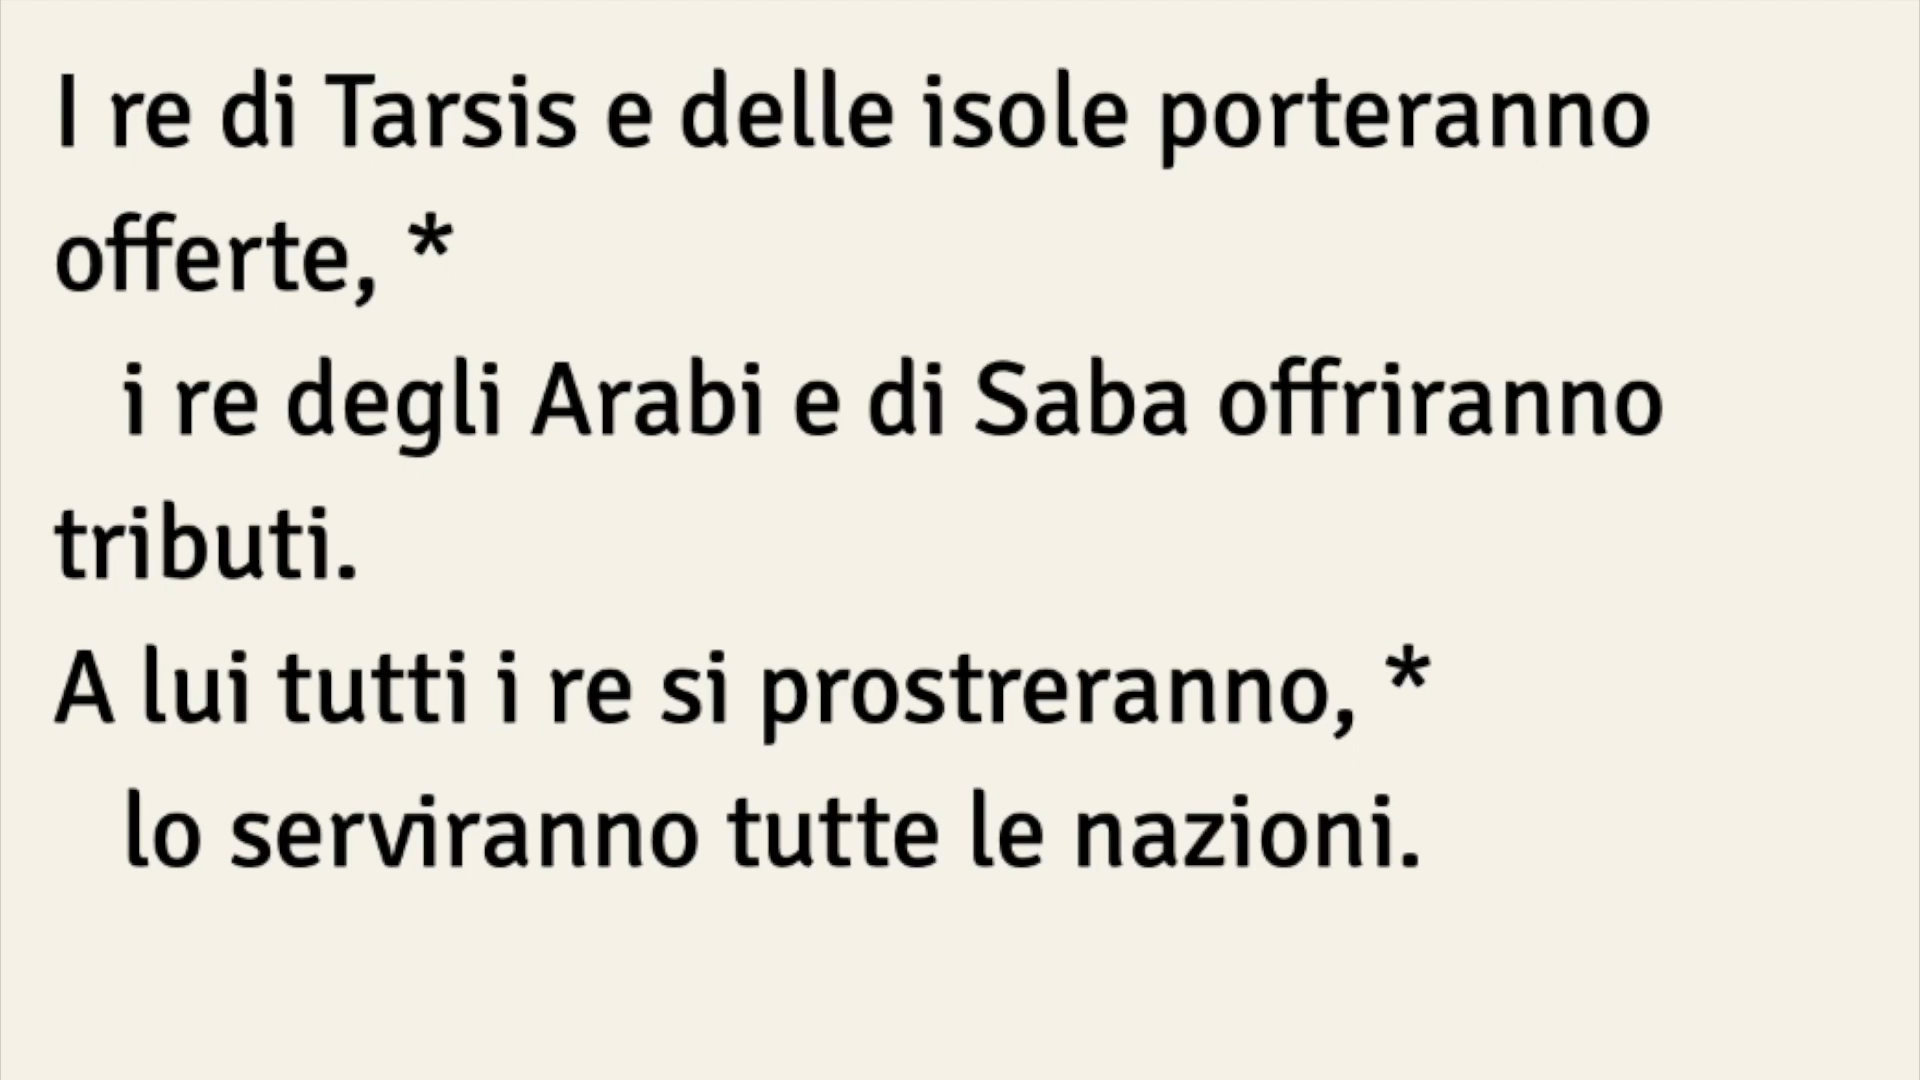 I re di Tarsis e delle isole porteranno
offerte, *
i re degli Arabi e di Saba offriranno
tributi.
A lui tutti i re si prostreranno, *
lo serviranno tutte le nazioni.